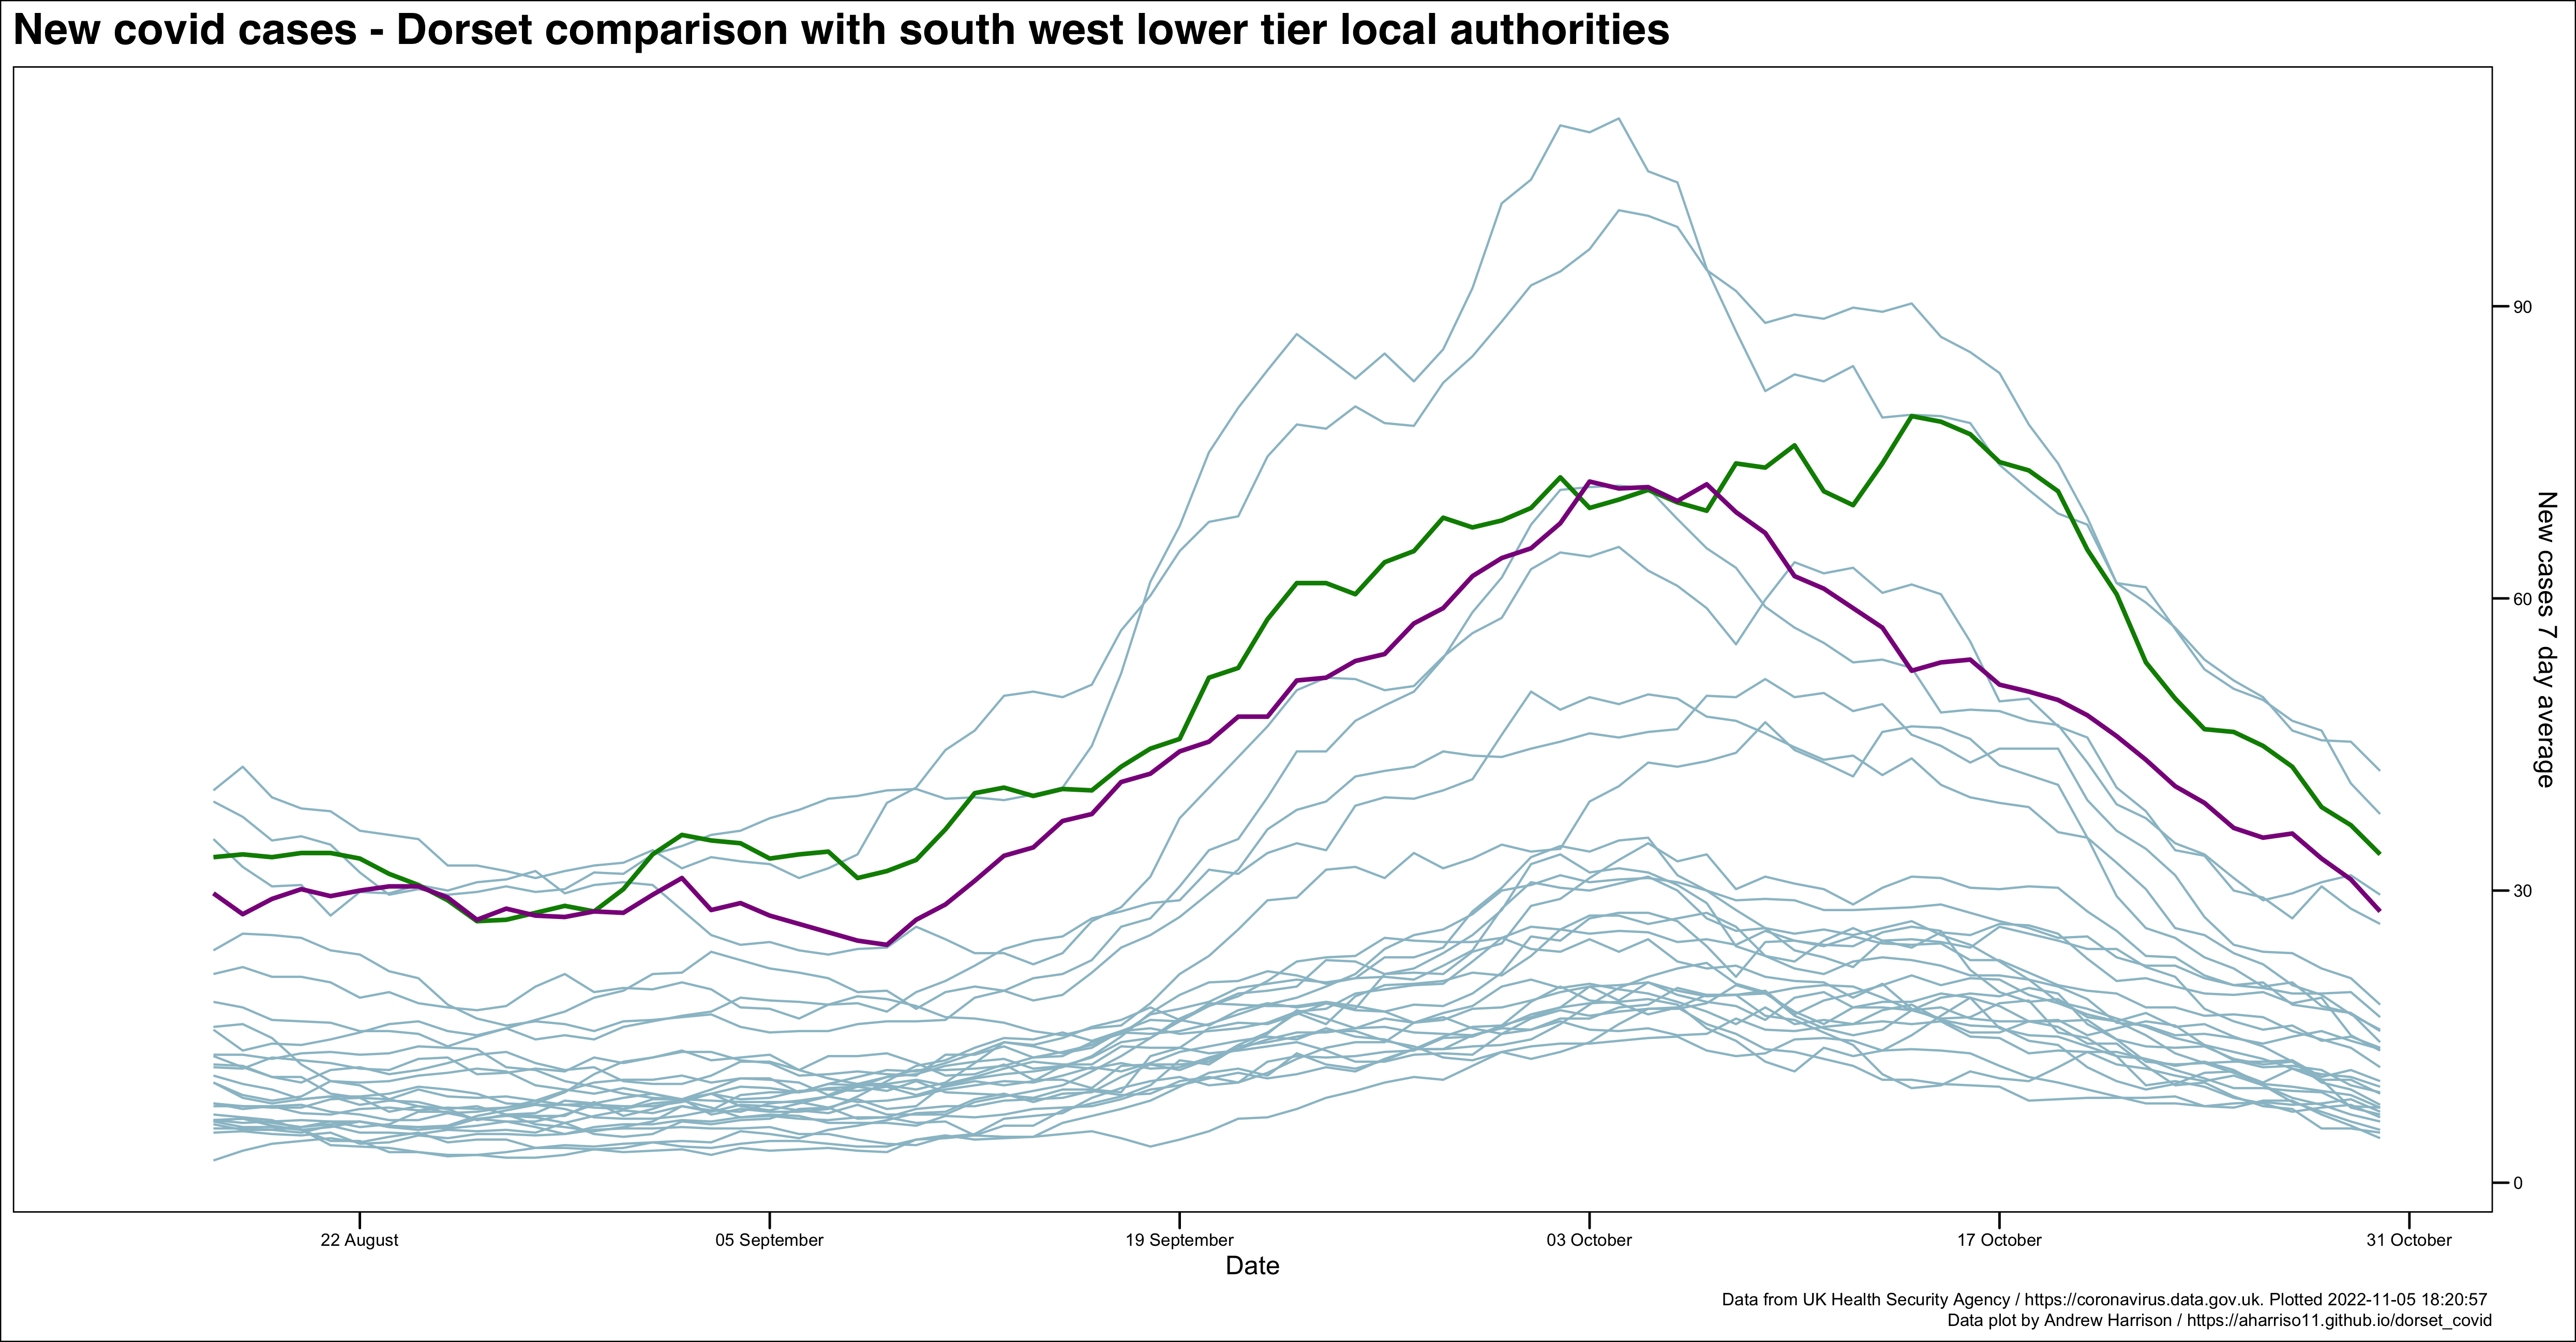 New covid cases - Dorset comparison with south west lower tier local authorities
90
60
30
0
New cases 7 day average
22 August
05 September
19 September
03 October
17 October
31 October
Date
Data from UK Health Security Agency / https://coronavirus.data.gov.uk. Plotted 2022-11-05 18:20:57
Data plot by Andrew Harrison / https://aharriso11.github.io/dorset_covid